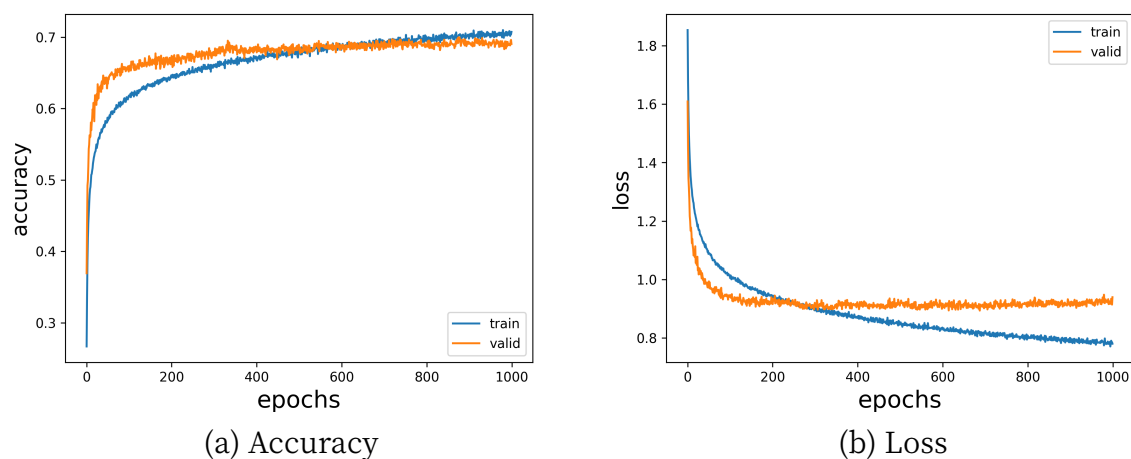 0.7
0.6
0.5
0.4
0.3
accuracy
train
valid
0 200 400 600 800 1000
epochs
(a) Accuracy
1.8
1.6
1.4
1.2
1.0
0.8
loss
train
valid
0 200 400 600 800 1000
epochs
(b) Loss